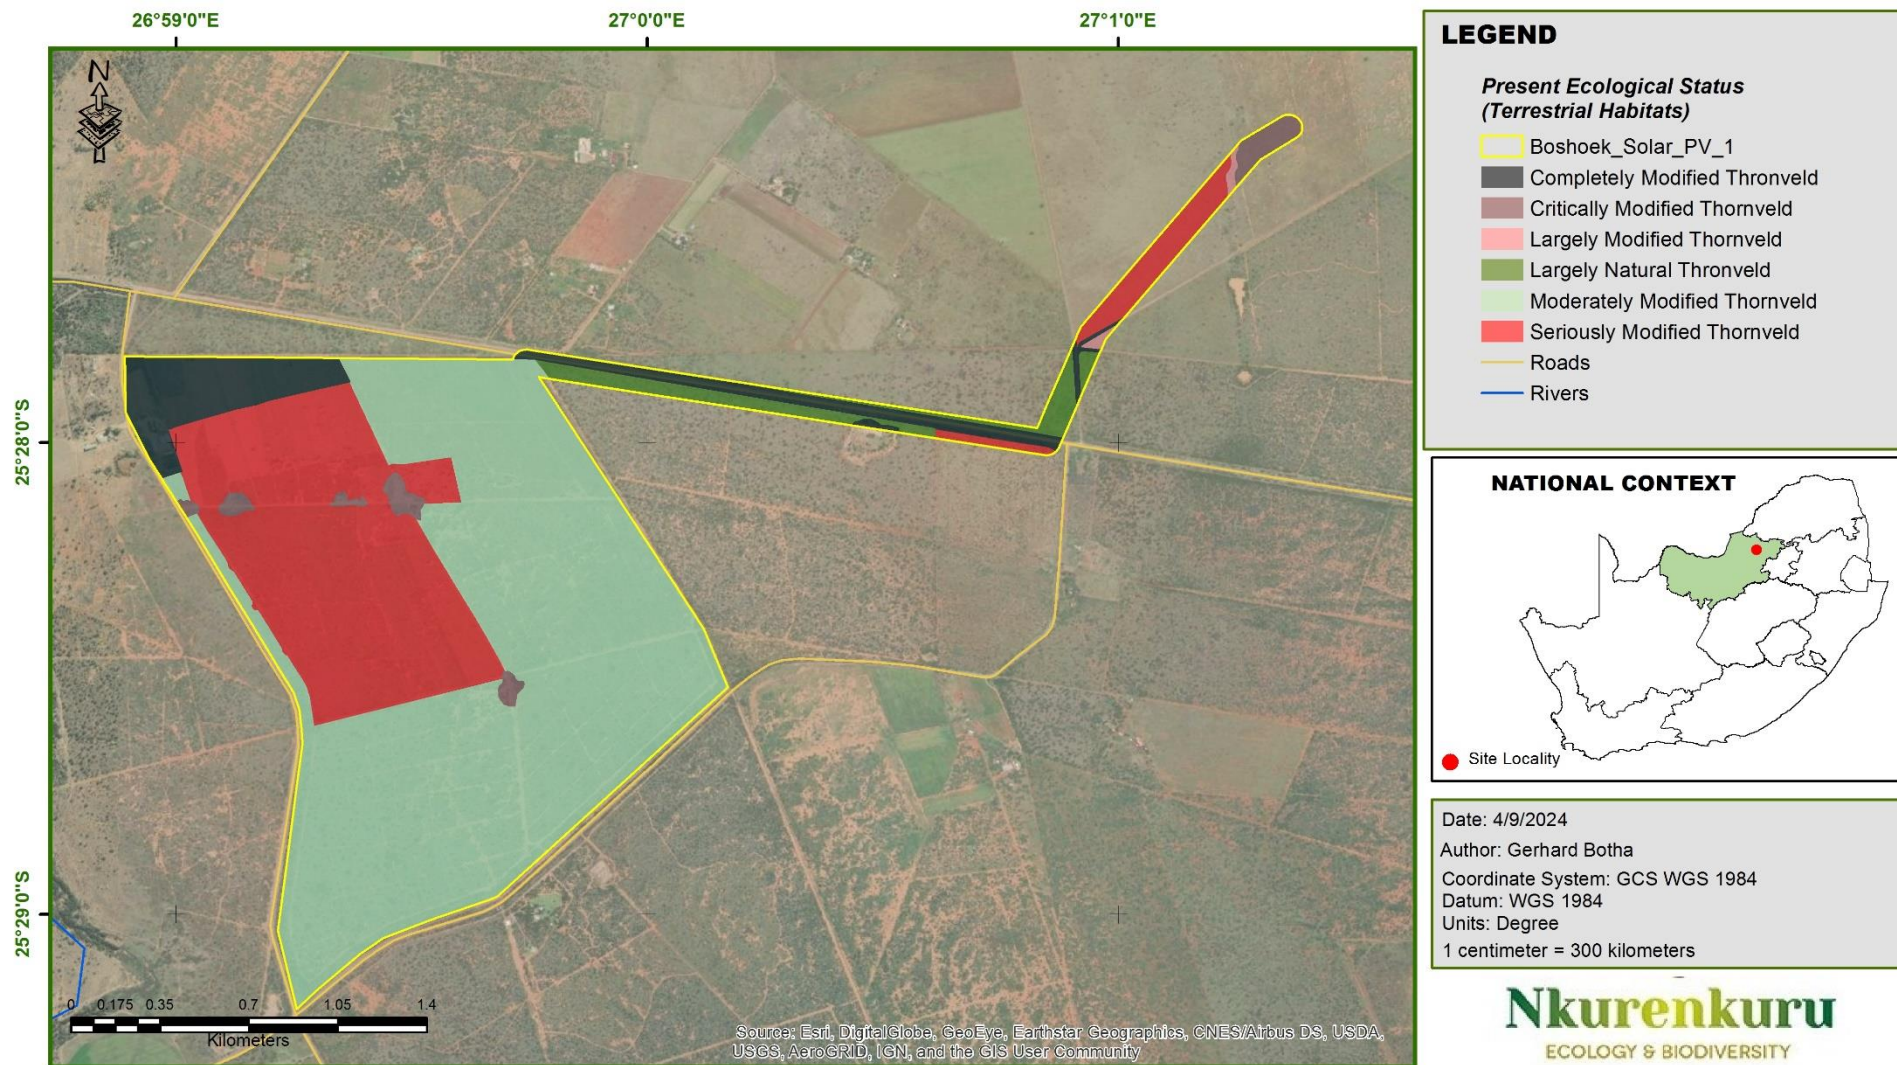 26°59'0"E 27°0'0"E 27°1'0"E
N
25°28'0"S
25°29'0"S
0 0.175 0.35 0.7 1.05 1.4
Kilometers
Source: Esri, DigitalGlobe, GeoEye, Earthstar Geographics, CNES/Airbus DS, USDA,
USGS, AeroGRID, IGN, and the GIS User Community
LEGEND
Present Ecological Status
(Terrestrial Habitats)
Boshoek_Solar_PV_1
Completely Modified Thronveld
Critically Modified Thornveld
Largely Modified Thornveld
Largely Natural Thronveld
Moderately Modified Thornveld
Seriously Modified Thornveld
Roads
Rivers
NATIONAL CONTEXT
Site Locality
Date: 4/9/2024
Author: Gerhard Botha
Coordinate System: GCS WGS 1984
Datum: WGS 1984
Units: Degree
1 centimeter = 300 kilometers
Nkurenkuru
ECOLOGY & BIODIVERSITY